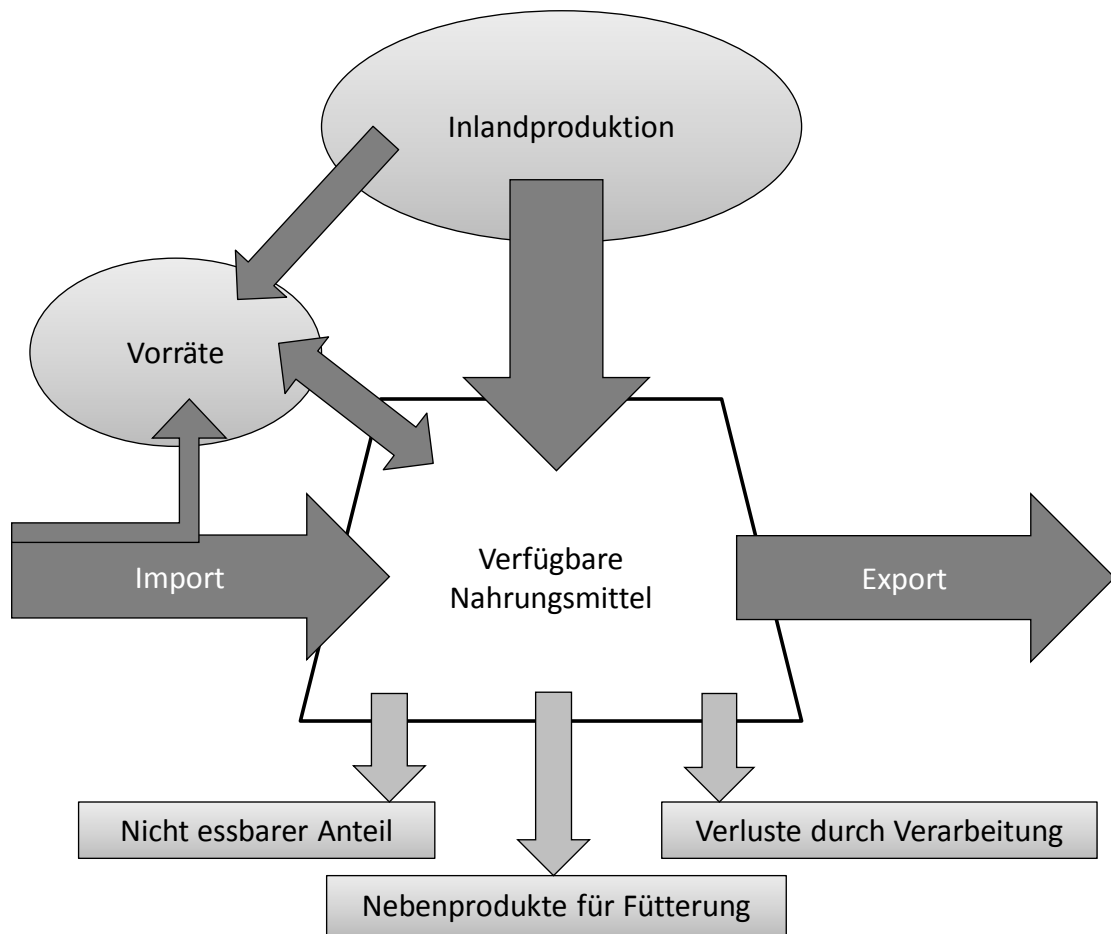 Inlandproduktion
Vorräte
Import
Verfügbare
Nahrungsmittel
Export
Nicht essbarer Anteil
Verluste durch Verarbeitung
Nebenprodukte für Fütterung